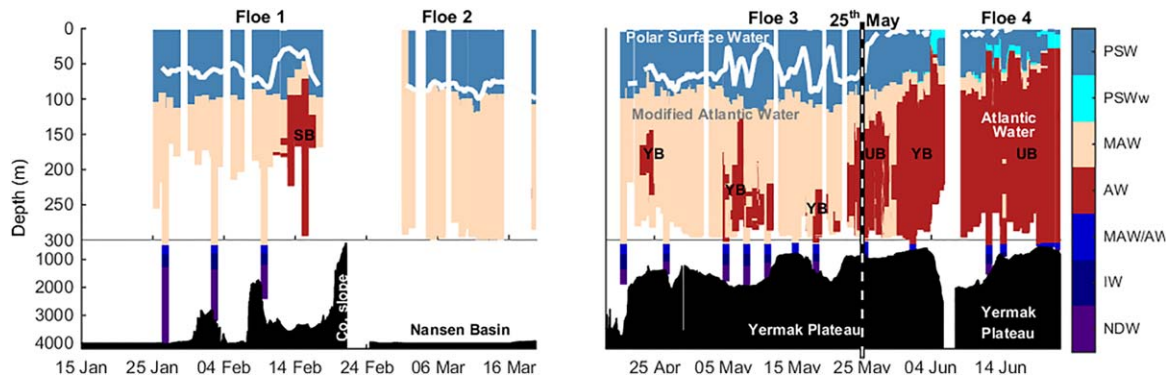 Floe 1
Floe 2
Floe 3
25th May
Floe 4
Depth (m)
0
50
100
150
200
250
300
1000
2000
3000
4000
Polar Surface Water
Modified Atlantic Water
Atlantic
Water
SB
YB
YB
YB
UB
YB
UB
Co. slope
Nansen Basin
Yermak Plateau
Yermak
Plateau
15 Jan
25 Jan
04 Feb
14 Feb
24 Feb
06 Mar
16 Mar
25 Apr
05 May
15 May
25 May
04 Jun
14 Jun
PSW
PSWw
MAW
AW
MAW/AW
IW
NDW